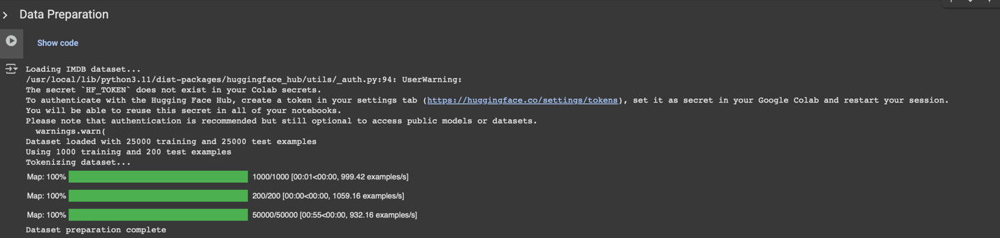 Data Preparation
Show code
Loading IMDB dataset...
/usr/local/lib/python3.11/dist-packages/huggingface_hub/utils/_auth.py:94: UserWarning:
The secret `HF_TOKEN` does not exist in your Colab secrets.
To authenticate with the Hugging Face Hub, create a token in your settings tab (https://huggingface.co/settings/tokens), set it as secret in your Google Colab and restart your session.
You will be able to reuse this secret in all of your notebooks.
Please note that authentication is recommended but still optional to access public models or datasets.
  warnings.warn(
Dataset loaded with 25000 training and 25000 test examples
Using 1000 training and 200 test examples
Tokenizing dataset...
Map: 100% 1000/1000 [00:01<00:00, 999.42 examples/s]
Map: 100% 200/200 [00:00<00:00, 1059.16 examples/s]
Map: 100% 50000/50000 [00:55<00:00, 932.16 examples/s]
Dataset preparation complete